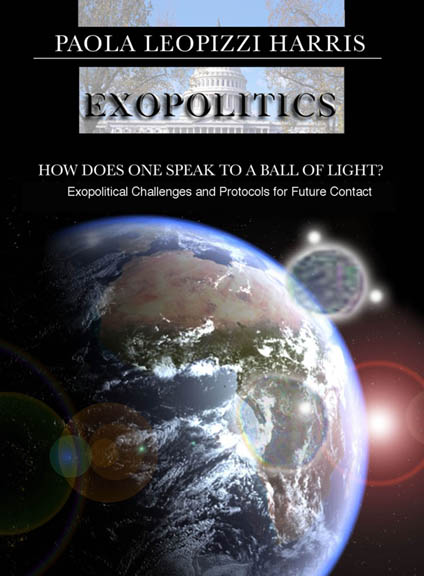 PAOLA LEOPIZZI HARRIS
EXOPOLITICS
HOW DOES ONE SPEAK TO A BALL OF LIGHT?
Exopolitical Challenges and Protocols for Future Contact